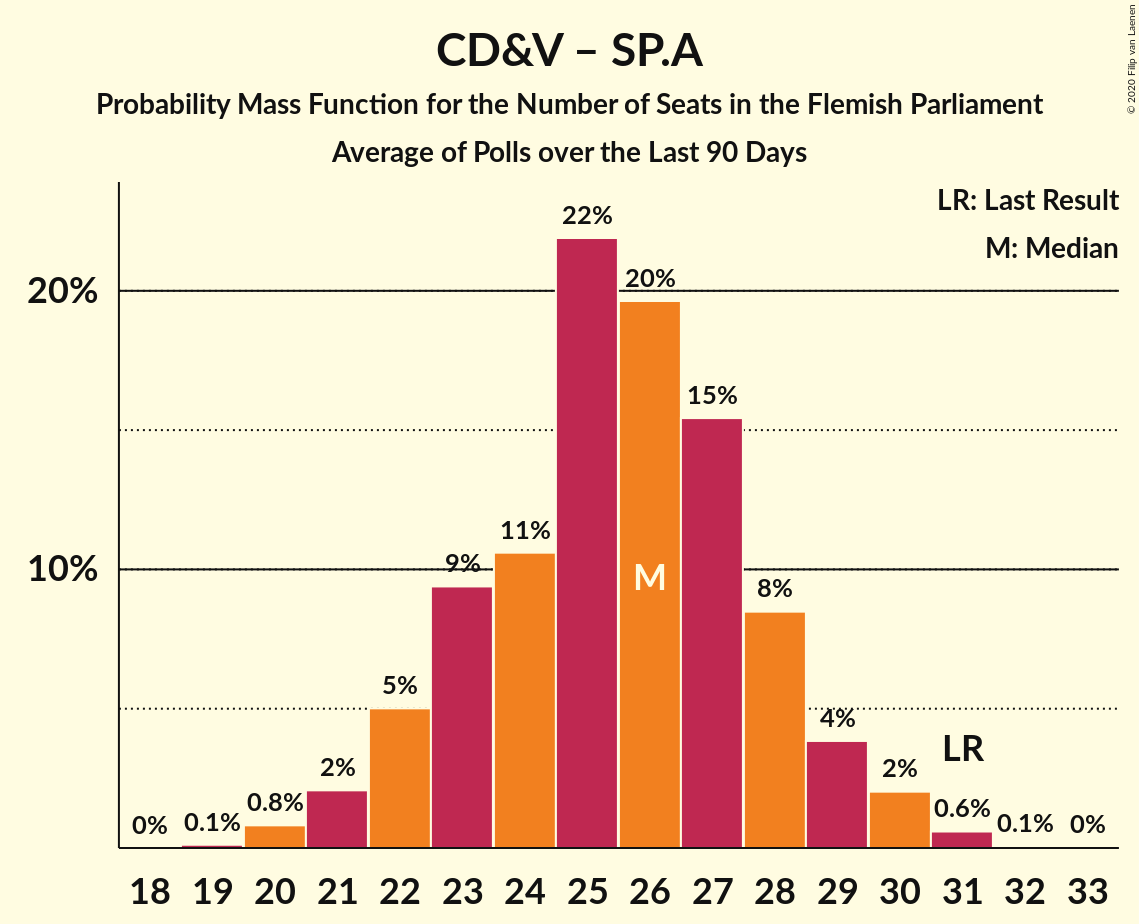 CD&V – SP.A
Probability Mass Function for the Number of Seats in the Flemish Parliament
Average of Polls over the Last 90 Days
© 2020 Filip van Laenen
LR: Last Result
M: Median
20%
10%
0%
0.1%
0.8%
2%
5%
9%
11%
22%
20%
M
15%
8%
4%
2%
LR
0.6%
0.1%
0%
18 19 20 21 22 23 24 25 26 27 28 29 30 31 32 33